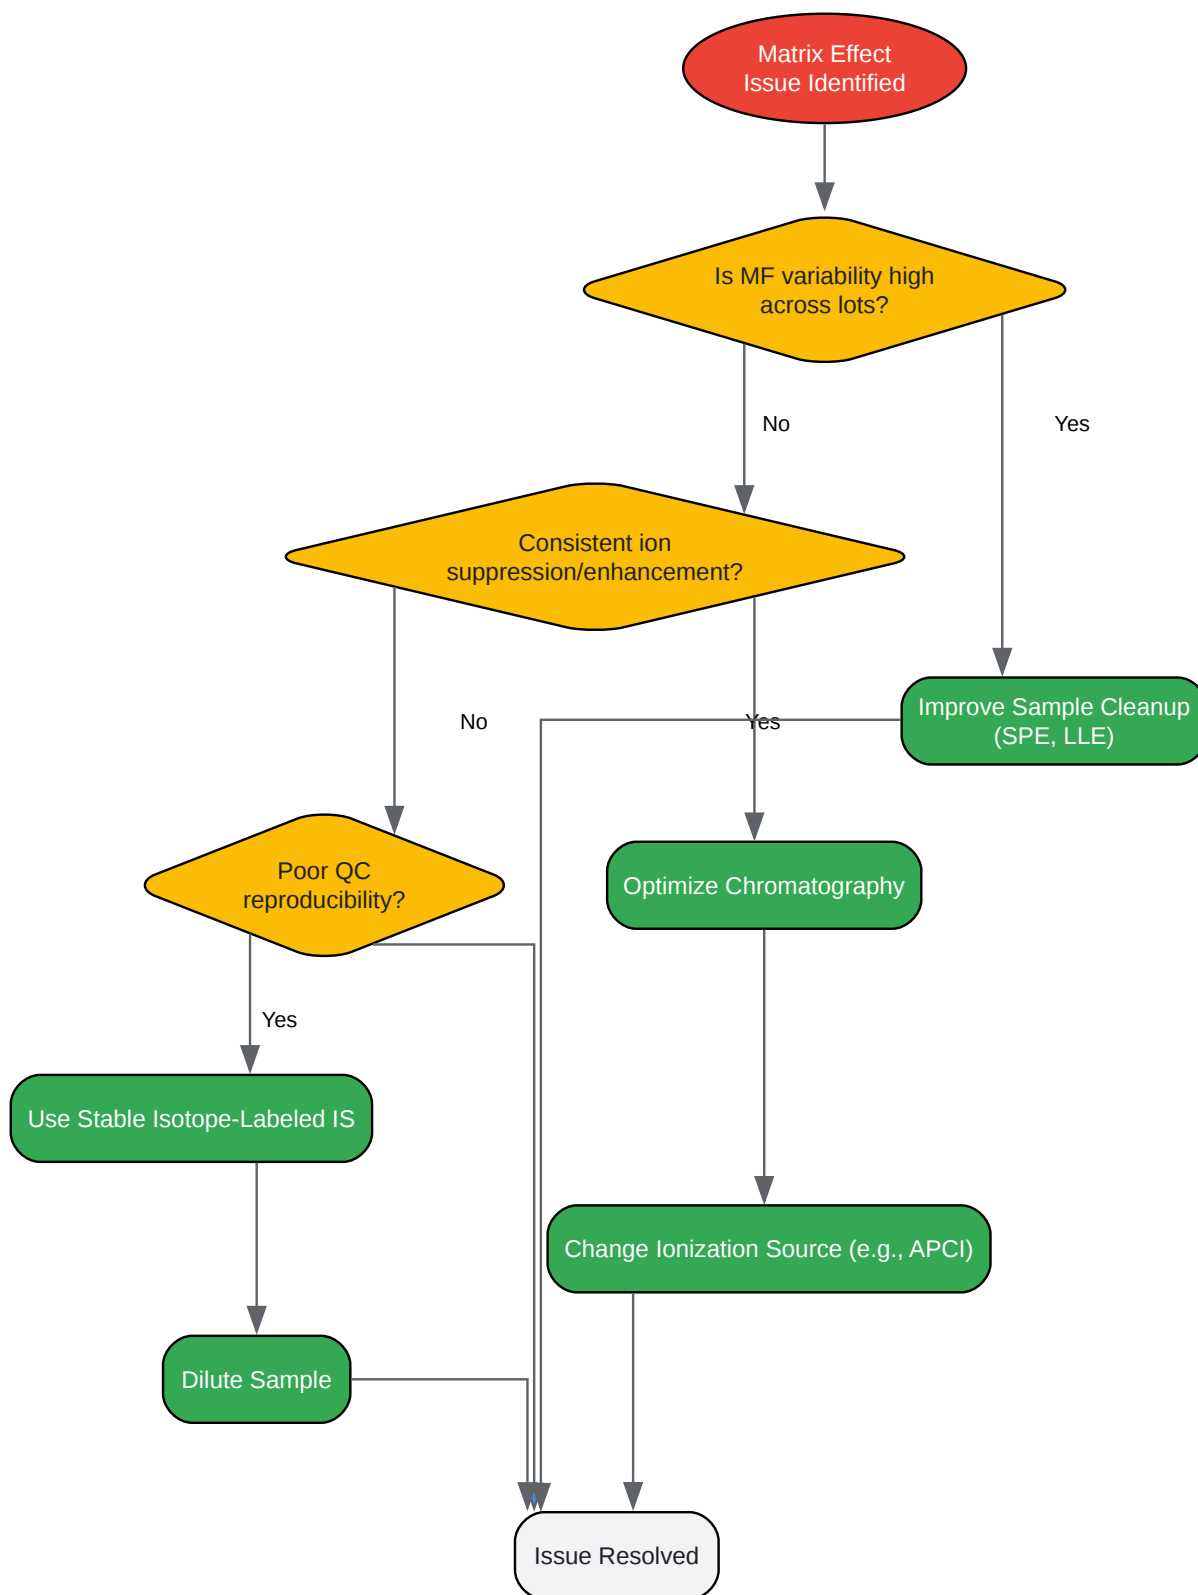 Matrix Effect
Issue Identified
Is MF variability high
across lots?
No
Yes
Consistent ion
suppression/enhancement?
No
Yes
Improve Sample Cleanup
(SPE, LLE)
Poor QC
reproducibility?
Optimize Chromatography
Yes
Use Stable Isotope-Labeled IS
Change Ionization Source (e.g., APCI)
Dilute Sample
Issue Resolved